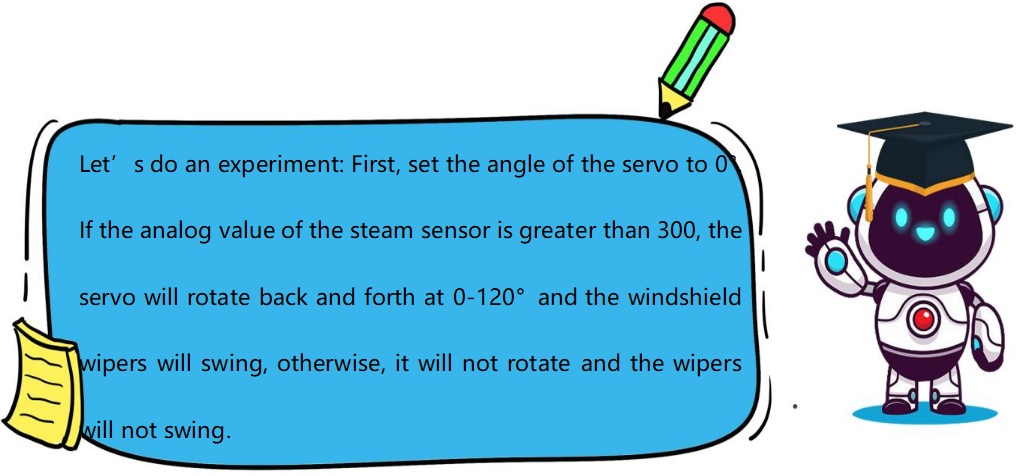 Let’ s do an experiment: First, set the angle of the servo to 0°.
If the analog value of the steam sensor is greater than 300, the
servo will rotate back and forth at 0-120° and the windshield
wipers will swing, otherwise, it will not rotate and the wipers
will not swing.